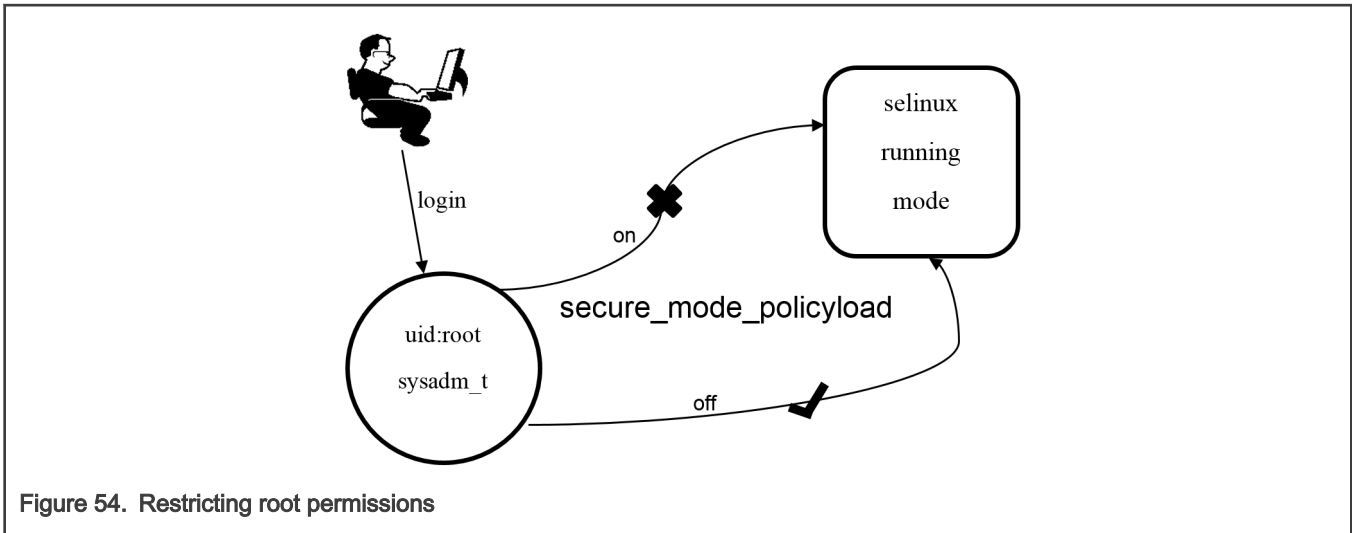 login
selinux
running
mode
on
secure_mode_policyload
uid:root
sysadm_t
off
Figure 54. Restricting root permissions